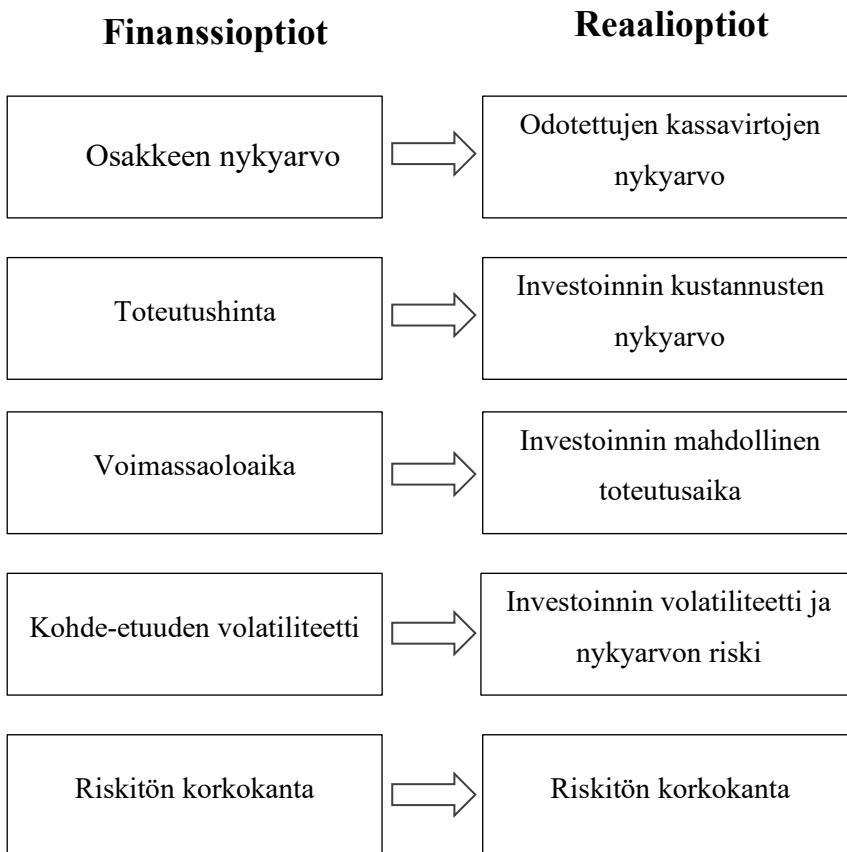 Finanssioptiot
Reaalioptiot
Osakkeen nykyarvo
Odotettujen kassavirtojen
nykyarvo
Toteutushinta
Investoinnin kustannusten
nykyarvo
Voimassaoloaika
Investoinnin mahdollinen
toteutusaika
Kohde-etuuden volatiliteetti
Investoinnin volatiliteetti ja
nykyarvon riski
Riskitön korkokanta
Riskitön korkokanta